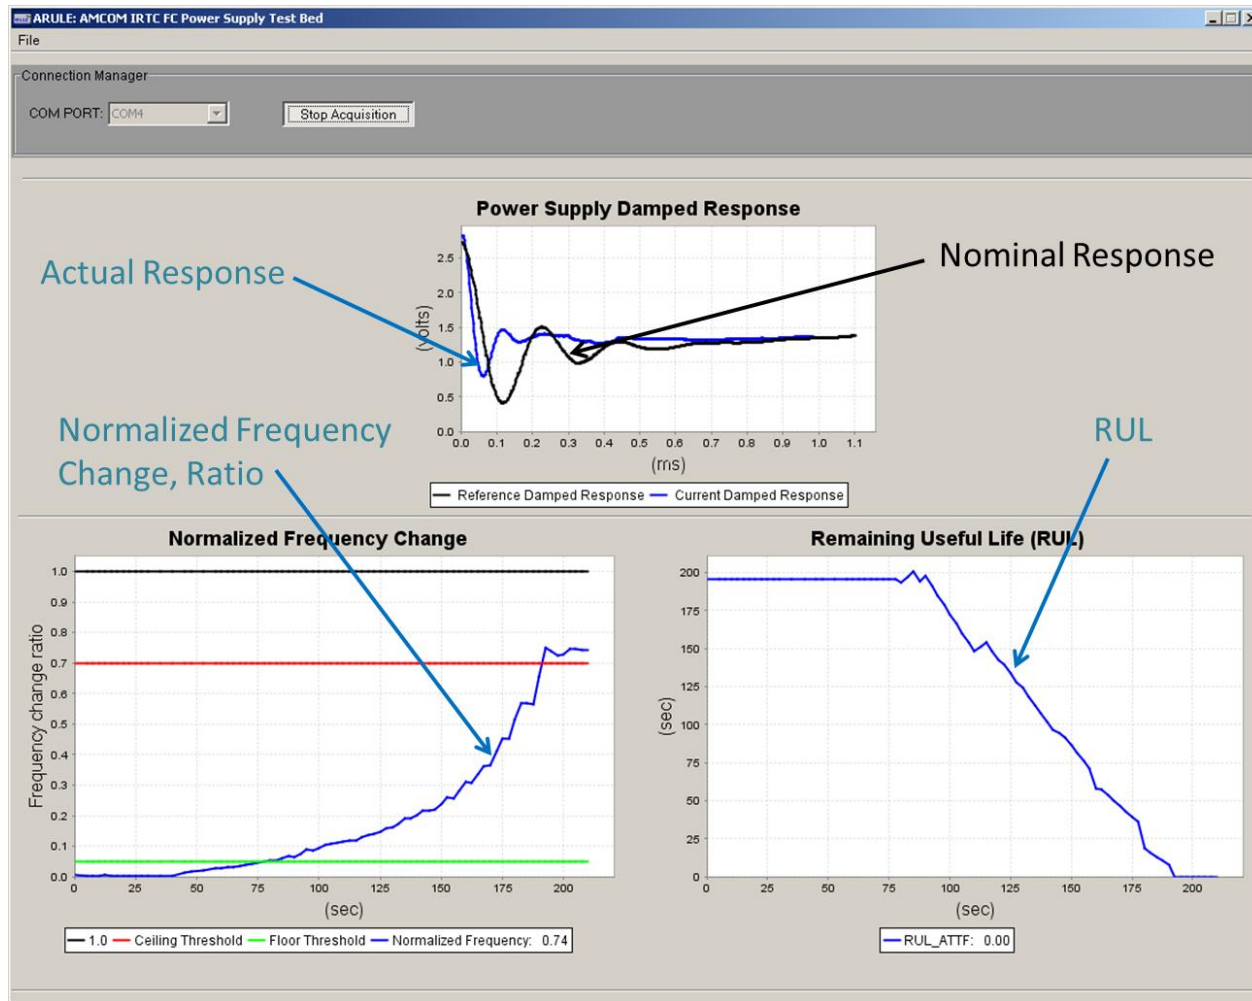 ARULE: AMCOM IRTC FC Power Supply Test Bed
File
Connection Manager
COM PORT: COM4 Stop Acquisition
Power Supply Damped Response
Actual Response
Nominal Response
(volts)
2.5
2.0
1.5
1.0
0.5
0.0
0.0 0.1 0.2 0.3 0.4 0.5 0.6 0.7 0.8 0.9 1.0 1.1
(ms)
Reference Damped Response Current Damped Response
Normalized Frequency
Change, Ratio
RUL
Normalized Frequency Change
Frequency change ratio
1.0
0.9
0.8
0.7
0.6
0.5
0.4
0.3
0.2
0.1
0.0
0 25 50 75 100 125 150 175 200
(sec)
1.0 Ceiling Threshold Floor Threshold Normalized Frequency: 0.74
Remaining Useful Life (RUL)
(sec)
200
175
150
125
100
75
50
25
0
0 25 50 75 100 125 150 175 200
(sec)
RUL_ATTF: 0.00